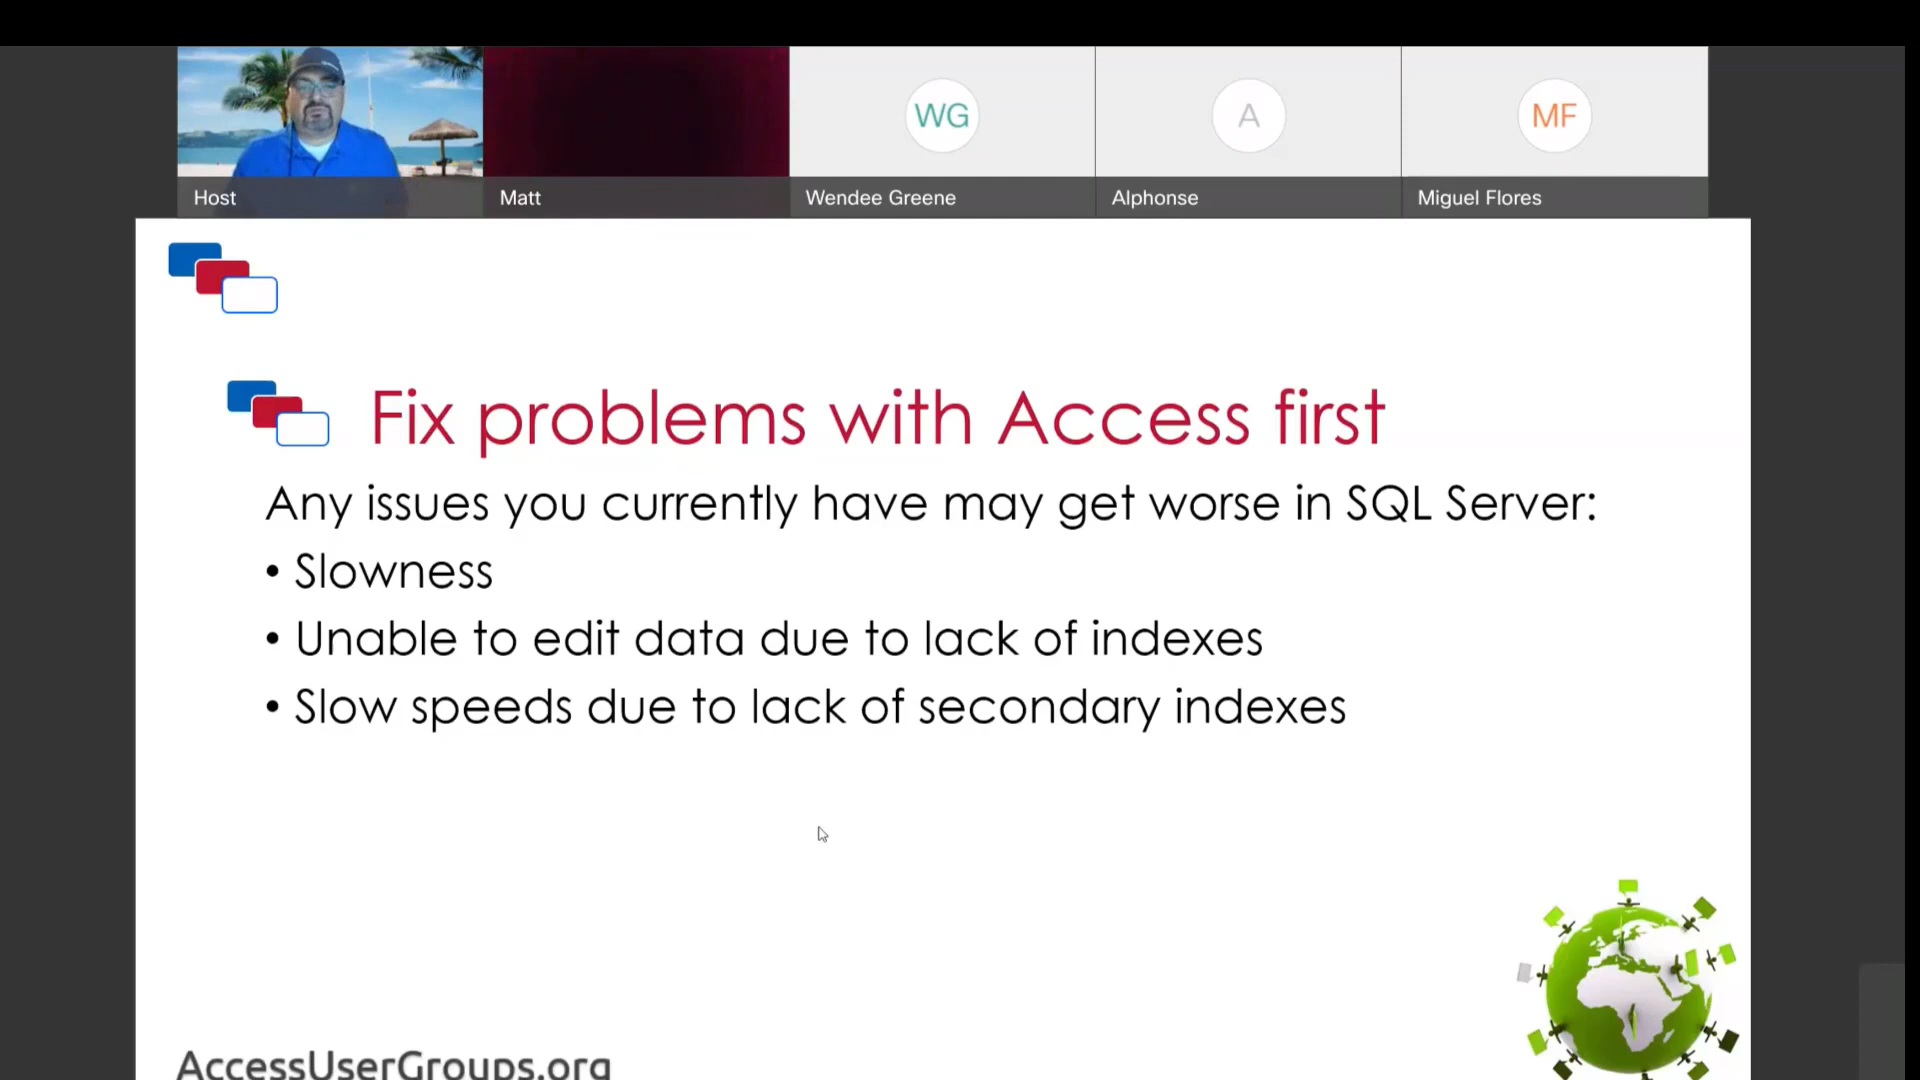 WG
A
MF
Host
Matt
Wendee Greene
Alphonse
Miguel Flores
Fix problems with Access first
Any issues you currently have may get worse in SQL Server:
• Slowness
• Unable to edit data due to lack of indexes
• Slow speeds due to lack of secondary indexes
AccessUserGroups.org